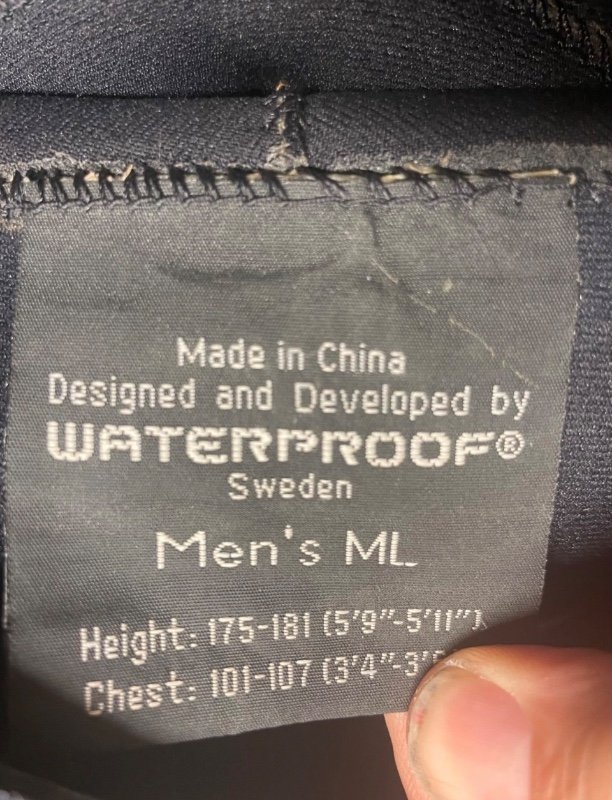 Made in China
Designed and Developed by
WATERPROOF®
Sweden
Men's ML
Height: 175-181 (5'9"-5'11")
Chest: 101-107 (3'4"-3'